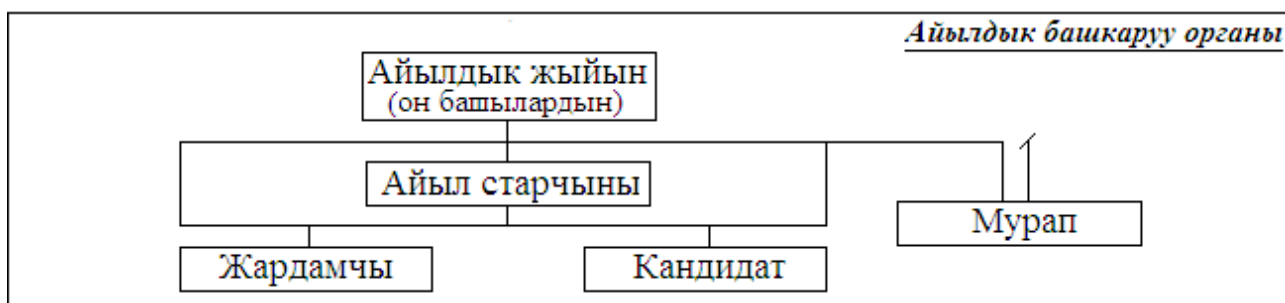 Айылдык башкаруу органы
Айылдык жыйын
(он башылардын)
Айыл старчыны
Мурап
Жардамчы
Кандидат